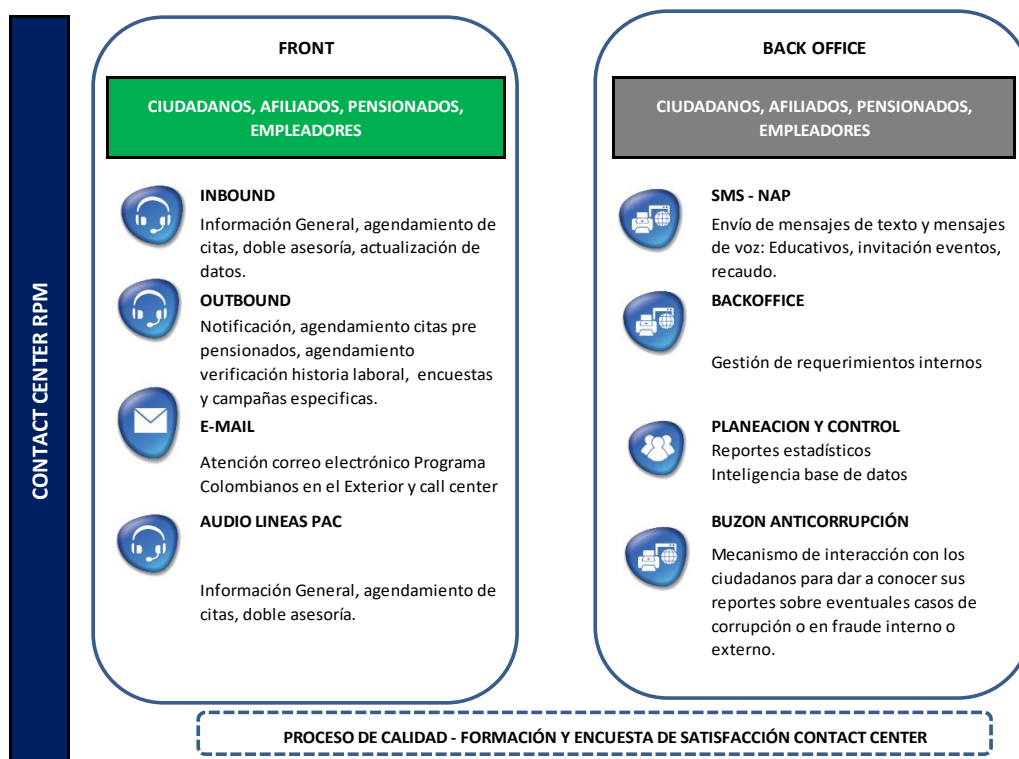 CONTACT CENTER RPM
FRONT
CIUDADANOS, AFILIADOS, PENSIONADOS,
EMPLEADORES
INBOUND
Información General, agendamiento de
citas, doble asesoría, actualización de
datos.
OUTBOUND
Notificación, agendamiento citas pre
pensionados, agendamiento
verificación historia laboral, encuestas
y campañas especificas.
E-MAIL
Atención correo electrónico Programa
Colombianos en el Exterior y call center
AUDIO LINEAS PAC
Información General, agendamiento de
citas, doble asesoría.
BACK OFFICE
CIUDADANOS, AFILIADOS, PENSIONADOS,
EMPLEADORES
SMS - NAP
Envío de mensajes de texto y mensajes
de voz: Educativos, invitación eventos,
recaudo.
BACKOFFICE
Gestión de requerimientos internos
PLANEACION Y CONTROL
Reportes estadísticos
Inteligencia base de datos
BUZON ANTICORRUPCIÓN
Mecanismo de interacción con los
ciudadanos para dar a conocer sus
reportes sobre eventuales casos de
corrupción o en fraude interno o
externo.
PROCESO DE CALIDAD - FORMACIÓN Y ENCUESTA DE SATISFACCIÓN CONTACT CENTER